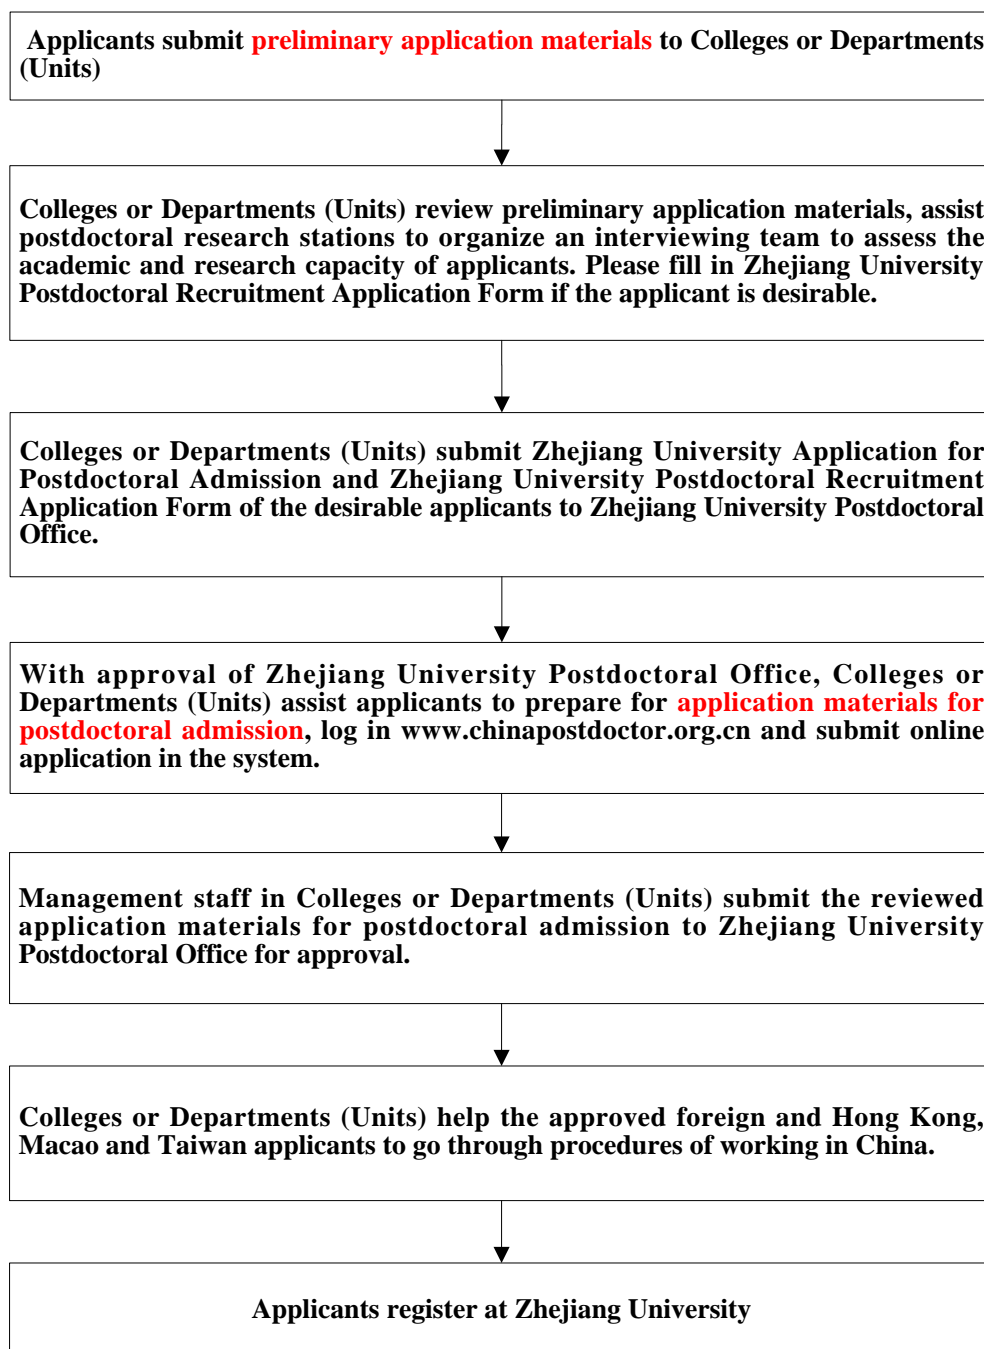 Applicants submit preliminary application materials to Colleges or Departments
(Units)
Colleges or Departments (Units) review preliminary application materials, assist
postdoctoral research stations to organize an interviewing team to assess the
academic and research capacity of applicants. Please fill in Zhejiang University
Postdoctoral Recruitment Application Form if the applicant is desirable.
Colleges or Departments (Units) submit Zhejiang University Application for
Postdoctoral Admission and Zhejiang University Postdoctoral Recruitment
Application Form of the desirable applicants to Zhejiang University Postdoctoral
Office.
With approval of Zhejiang University Postdoctoral Office, Colleges or
Departments (Units) assist applicants to prepare for application materials for
postdoctoral admission, log in www.chinapostdoctor.org.cn and submit online
application in the system.
Management staff in Colleges or Departments (Units) submit the reviewed
application materials for postdoctoral admission to Zhejiang University
Postdoctoral Office for approval.
Colleges or Departments (Units) help the approved foreign and Hong Kong,
Macao and Taiwan applicants to go through procedures of working in China.
Applicants register at Zhejiang University